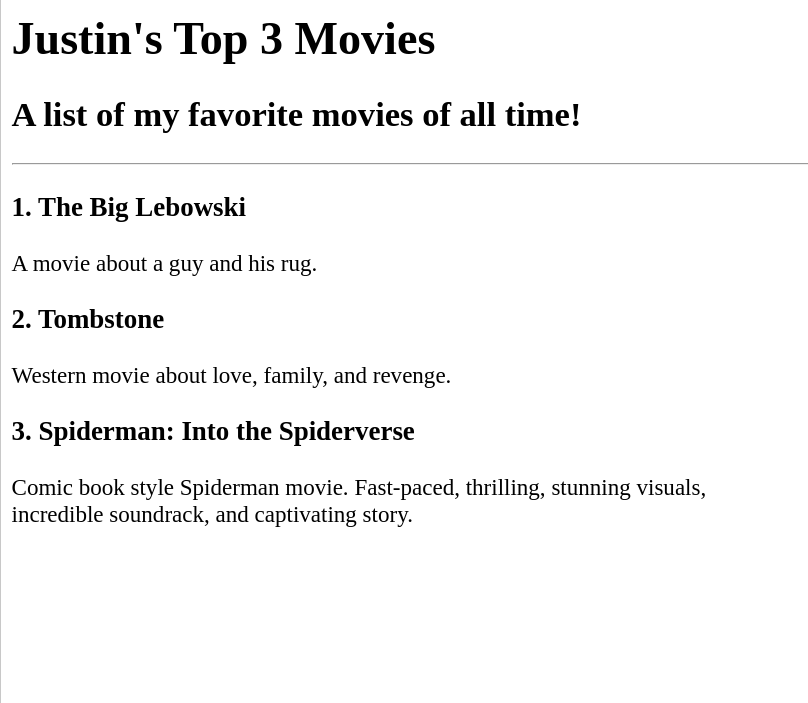 Justin's Top 3 Movies
A list of my favorite movies of all time!
1. The Big Lebowski
A movie about a guy and his rug.
2. Tombstone
Western movie about love, family, and revenge.
3. Spiderman: Into the Spiderverse
Comic book style Spiderman movie. Fast-paced, thrilling, stunning visuals,
incredible soundrack, and captivating story.